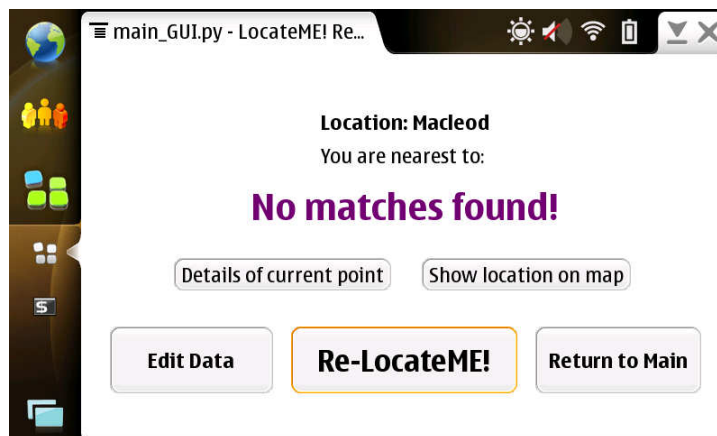 main_GUI.py - LocateME! Re...
Location: Macleod
You are nearest to:
No matches found!
Details of current point Show location on map
$
Edit Data Re-LocateME! Return to Main